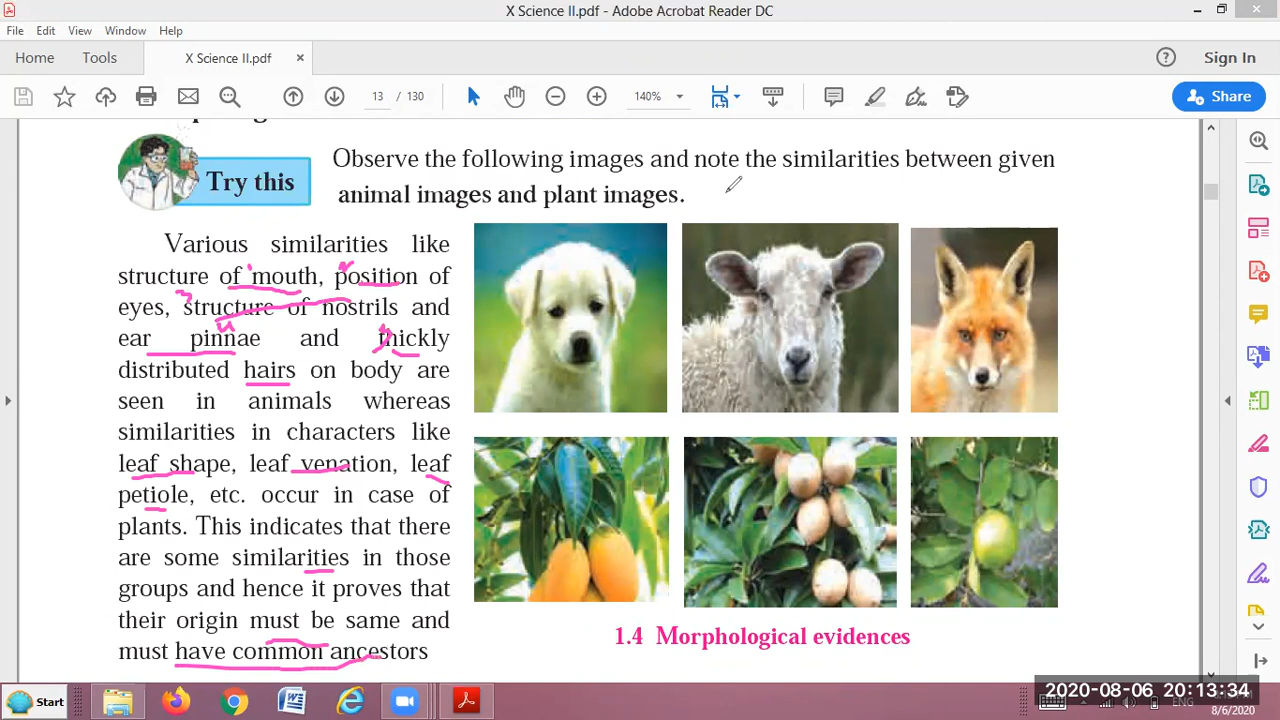 X Science II.pdf - Adobe Acrobat Reader DC
File Edit View Window Help
Home Tools X Science II.pdf × Sign In
13 / 130 140% Share
Try this
Observe the following images and note the similarities between given
animal images and plant images.
Various similarities like
structure of mouth, position of
eyes, structure of nostrils and
ear pinnae and thickly
distributed hairs on body are
seen in animals whereas
similarities in characters like
leaf shape, leaf venation, leaf
petiole, etc. occur in case of
plants. This indicates that there
are some similarities in those
groups and hence it proves that
their origin must be same and
must have common ancestors
1.4 Morphological evidences
Start
2020-08-06 20:13:34
ENG
8/6/2020